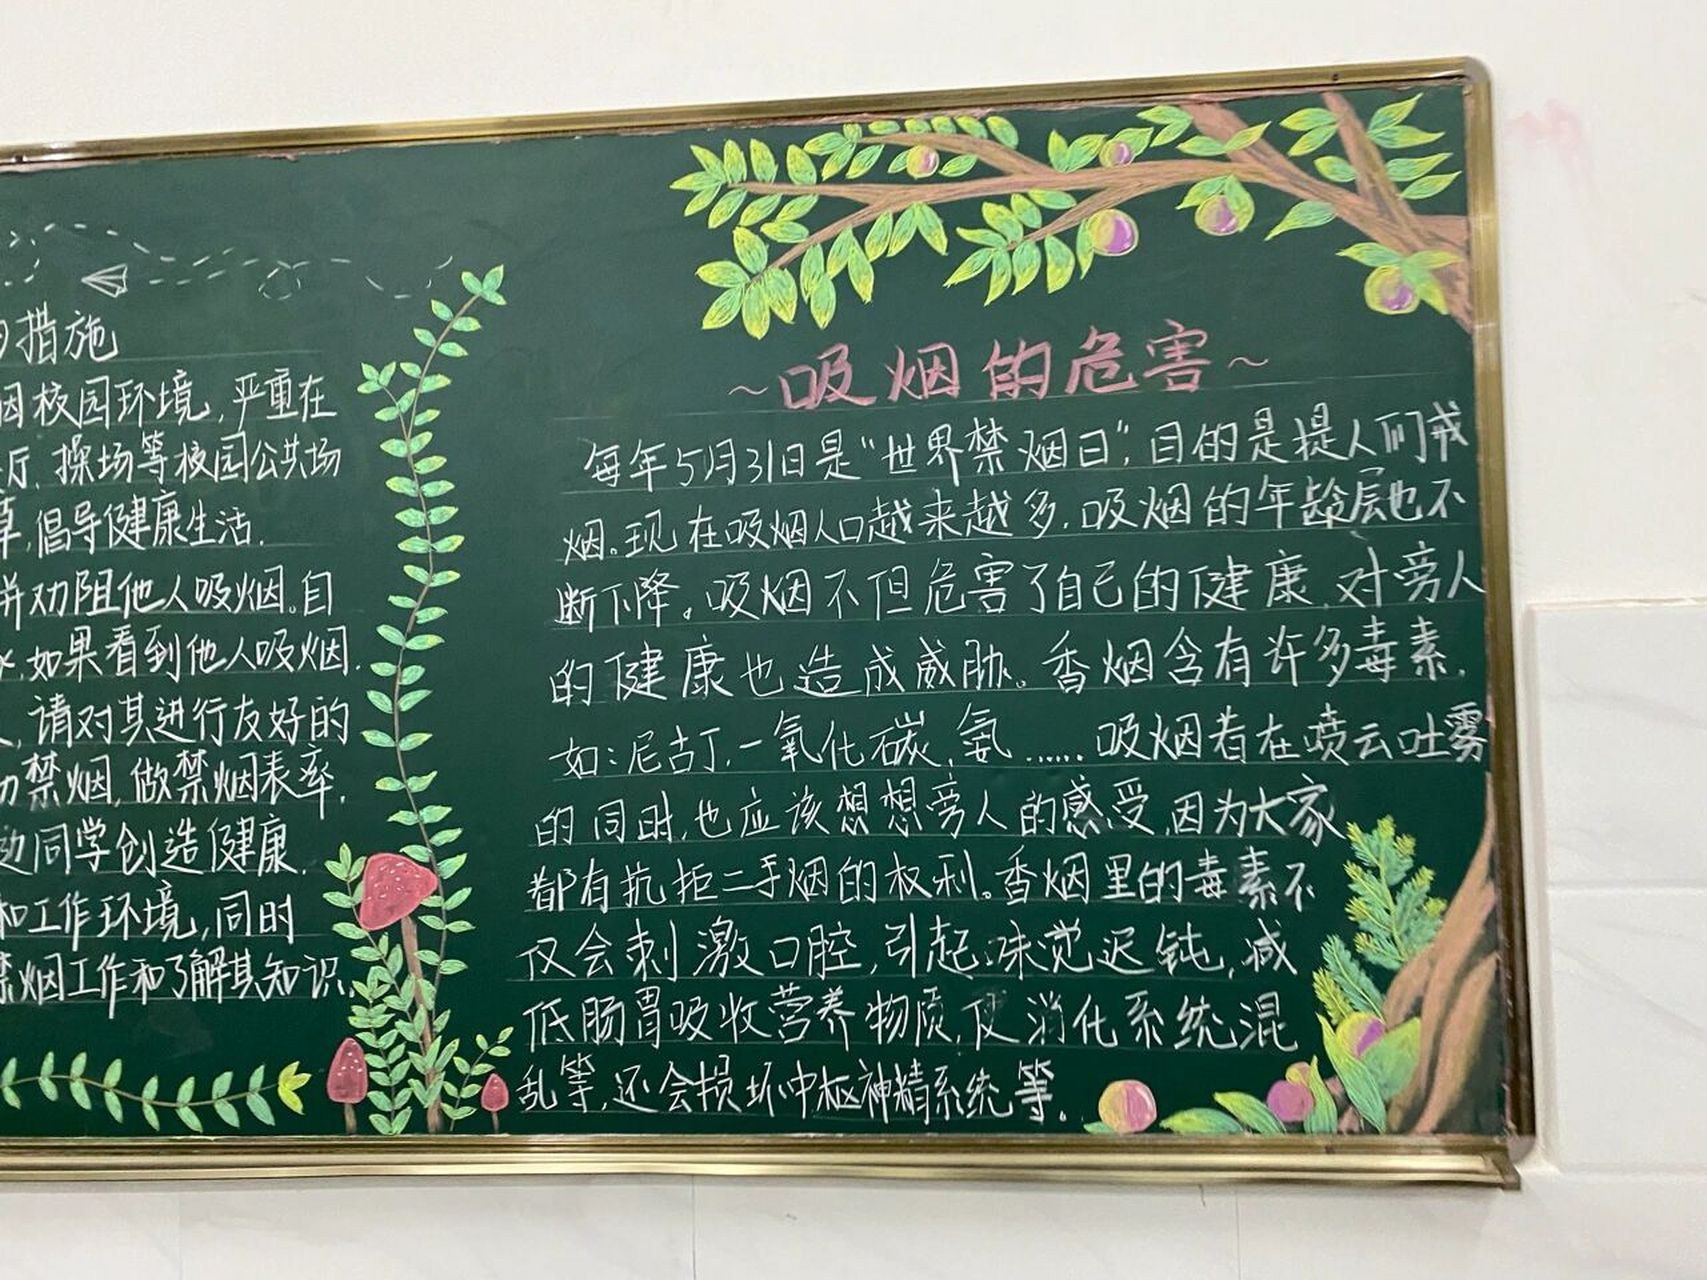 措施
校园环境,严重在
厅、操场等校园公共场
草,倡导健康生活.
并劝阻他人吸烟。自
如果看到他人吸烟.
请对其进行友好的
禁烟,做禁烟表率.
边同学创造健康.
和工作环境,同时
禁烟工作和了解其知识.
~吸烟的危害~
每年5月31日是“世界禁烟日”,目的是提人们戒
烟。现在吸烟人口越来越多.吸烟的年龄层也不
断下降。吸烟不但危害了自己的健康,对旁人
的健康也造成威胁。香烟含有许多毒素.
如:尼古丁,一氧化碳,氨……吸烟者在喷云吐雾
的同时,也应该想想旁人的感受,因为大家
都有抗拒二手烟的权利。香烟里的毒素不
仅会刺激口腔,引起味觉迟钝,减
低肠胃吸收营养物质,使消化系统混
乱等,还会损坏中枢神精系统等。